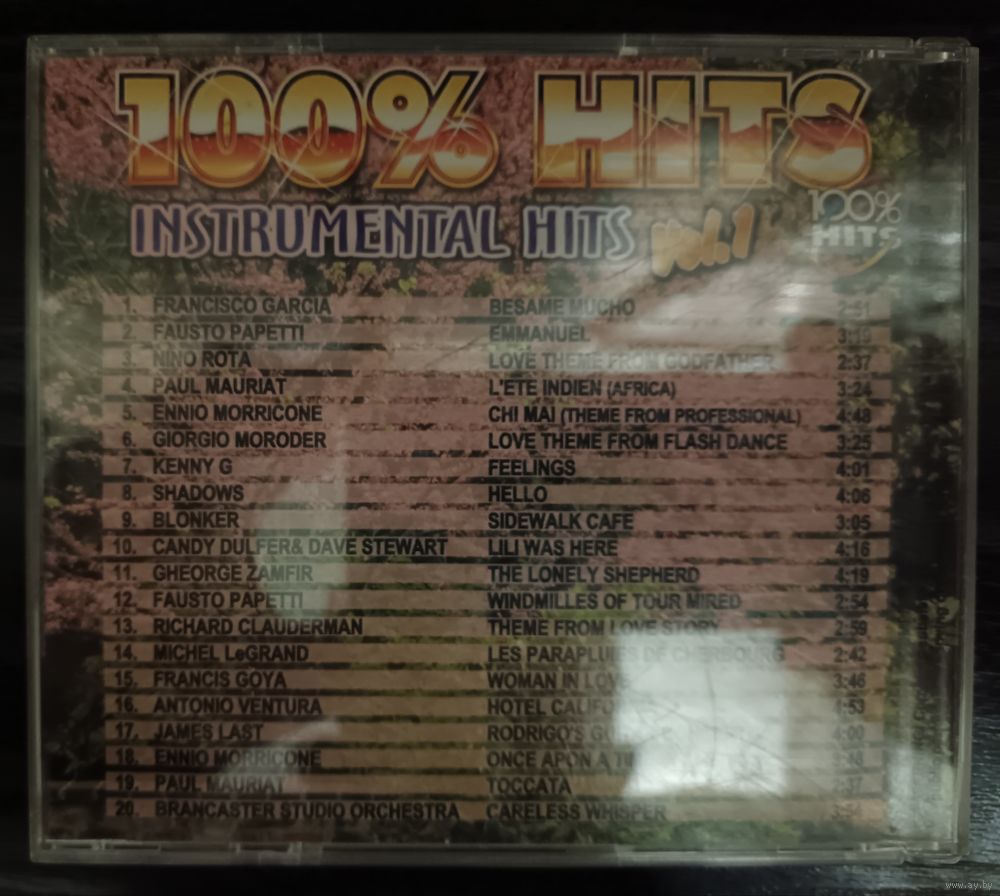 100% HITS
INSTRUMENTAL HITS Vol.1
100%
HITS
1. FRANCISCO GARCIA BESAME MUCHO 2:51
2. FAUSTO PAPETTI EMMANUEL 3:19
3. NINO ROTA LOVE THEME FROM GODFATHER 2:37
4. PAUL MAURIAT L'ETE INDIEN (AFRICA) 3:24
5. ENNIO MORRICONE CHI MAI (THEME FROM PROFESSIONAL) 4:48
6. GIORGIO MORODER LOVE THEME FROM FLASH DANCE 3:25
7. KENNY G FEELINGS 4:01
8. SHADOWS HELLO 4:06
9. BLONKER SIDEWALK CAFE 3:05
10. CANDY DULFER& DAVE STEWART LILI WAS HERE 4:16
11. GHEORGE ZAMFIR THE LONELY SHEPHERD 4:19
12. FAUSTO PAPETTI WINDMILLES OF TOUR MIRED 2:54
13. RICHARD CLAUDERMAN THEME FROM LOVE STORY 2:59
14. MICHEL LeGRAND LES PARAPLUIES DE CHERBOURG 2:42
15. FRANCIS GOYA WOMAN IN 3:46
16. ANTONIO VENTURA HOTEL
17. JAMES LAST RODRIGO'S 4:00
18. ENNIO MORRICONE ONCE APON A
19. PAUL MAURIAT TOCCATA
20. BRANCASTER STUDIO ORCHESTRA CARELESS WHISPER
www.ay.by